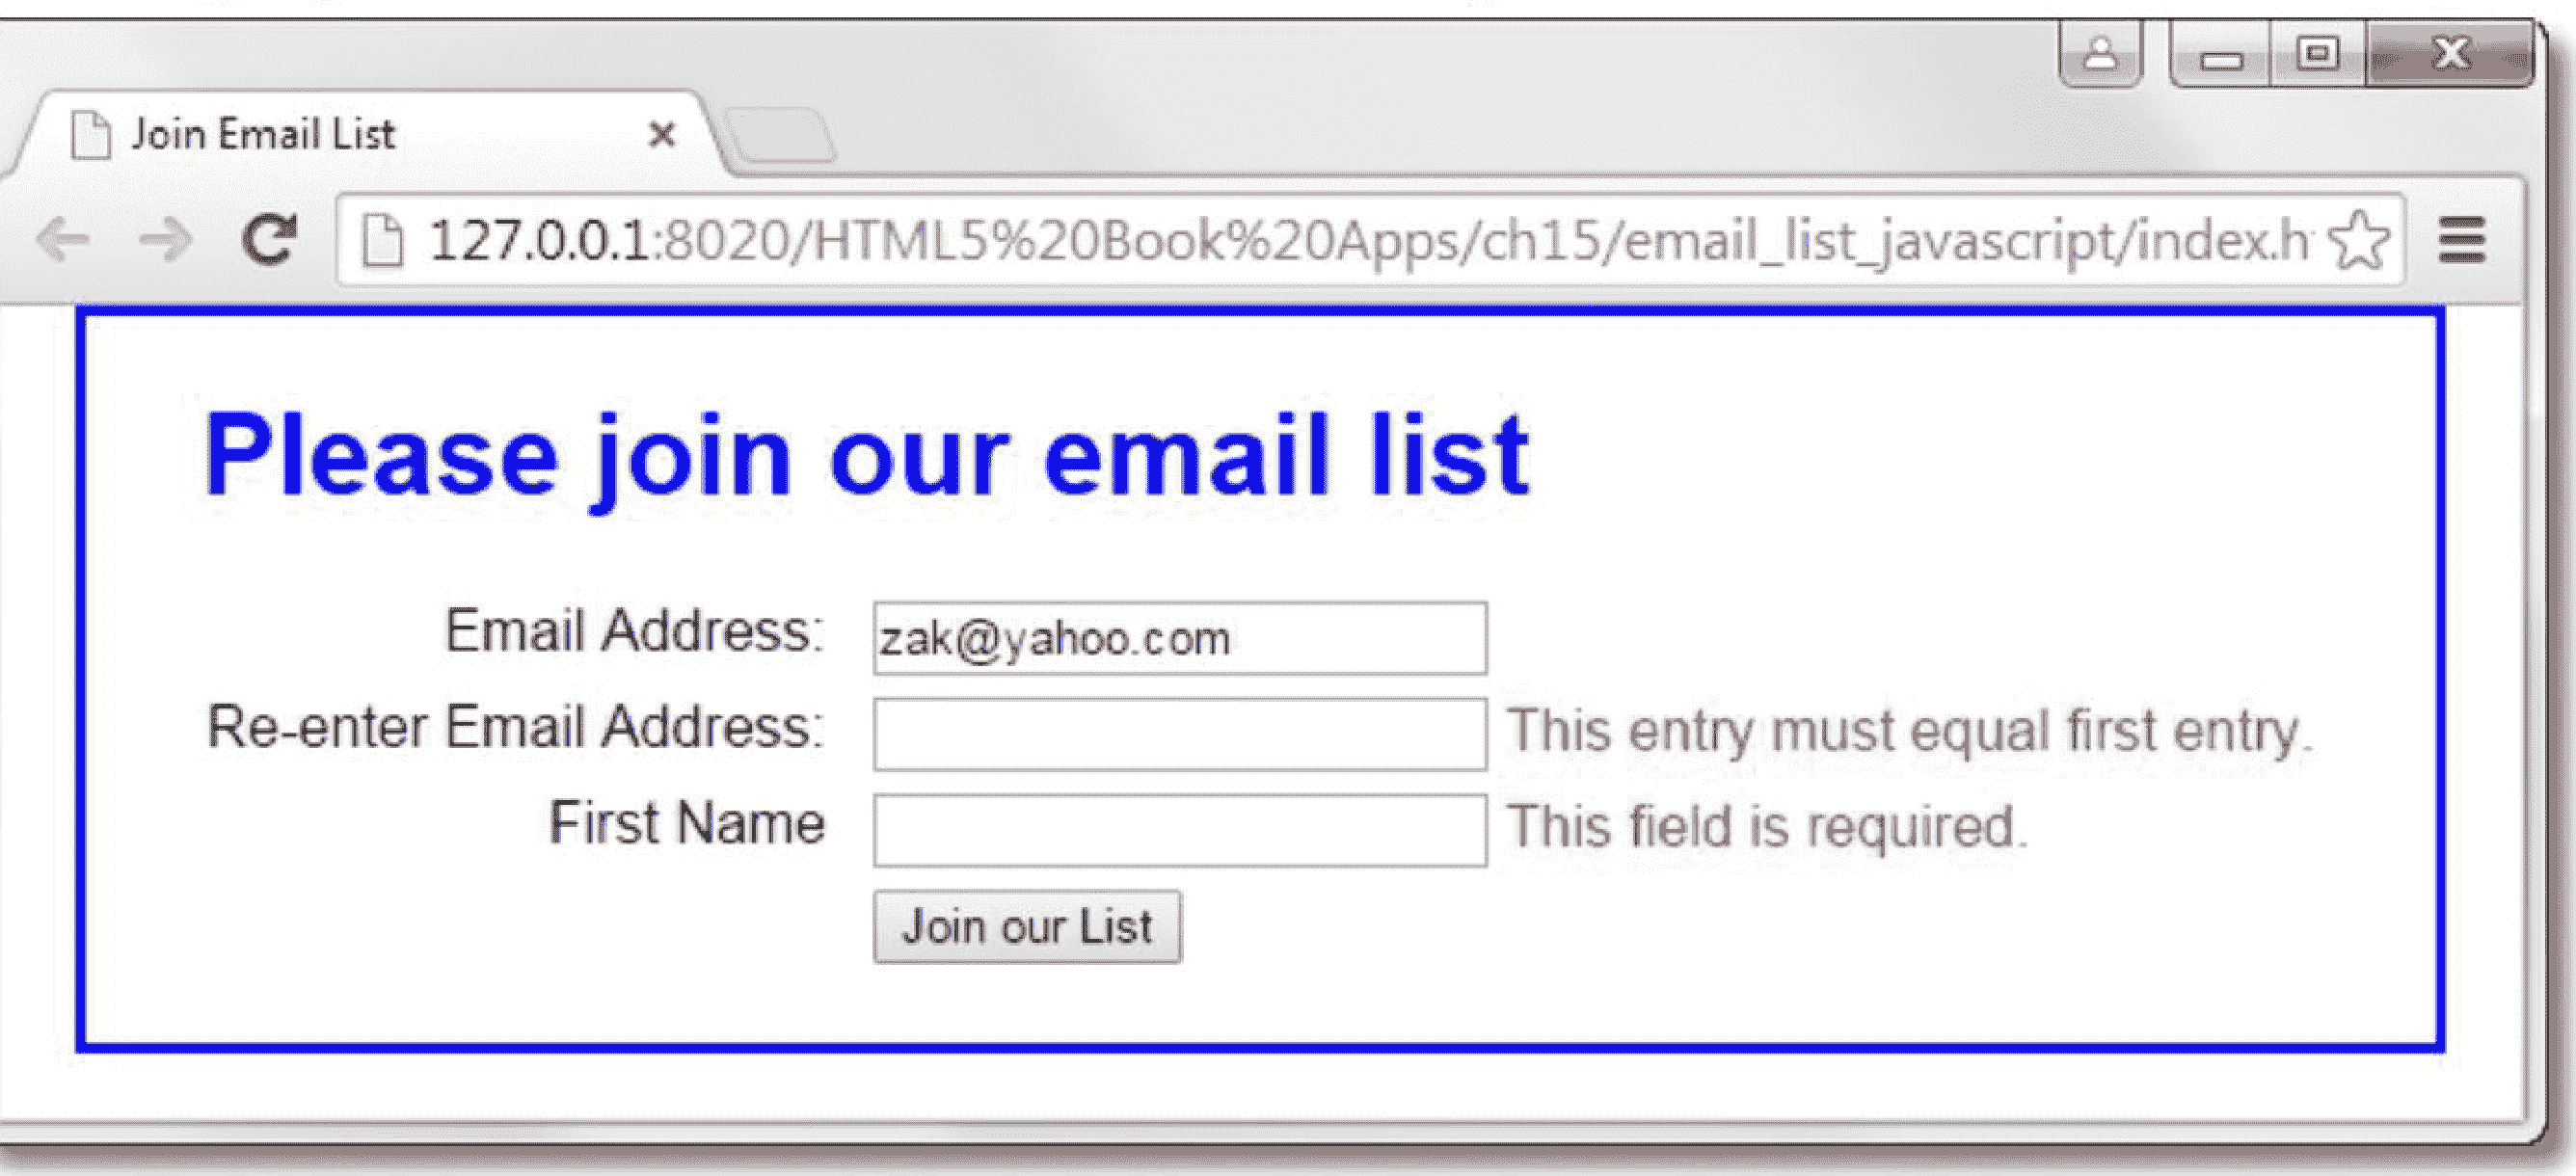 Join Email List
127.0.0.1:8020/HTML5%20Book%20Apps/ch15/email_list_javascript/index.h
Please join our email list
Email Address: zak@yahoo.com
Re-enter Email Address: This entry must equal first entry.
First Name This field is required.
Join our List